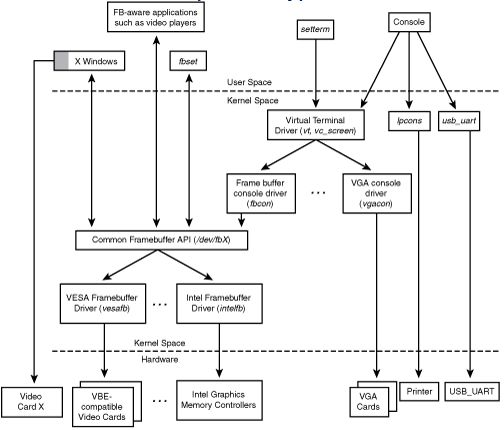 FB-aware applications
such as video players
setterm
Console
X Windows
fbset
User Space
Kernel Space
Virtual Terminal
Driver (vt, vc_screen)
lpcons
usb_uart
Frame buffer
console driver
(fbcon)
...
VGA console
driver
(vgacon)
Common Framebuffer API (/dev/fbX)
VESA Framebuffer
Driver (vesafb)
...
Intel Framebuffer
Driver (intelfb)
Kernel Space
Hardware
Video
Card X
VBE-
compatible
Video Cards
...
Intel Graphics
Memory Controllers
VGA
Cards
Printer
USB_UART